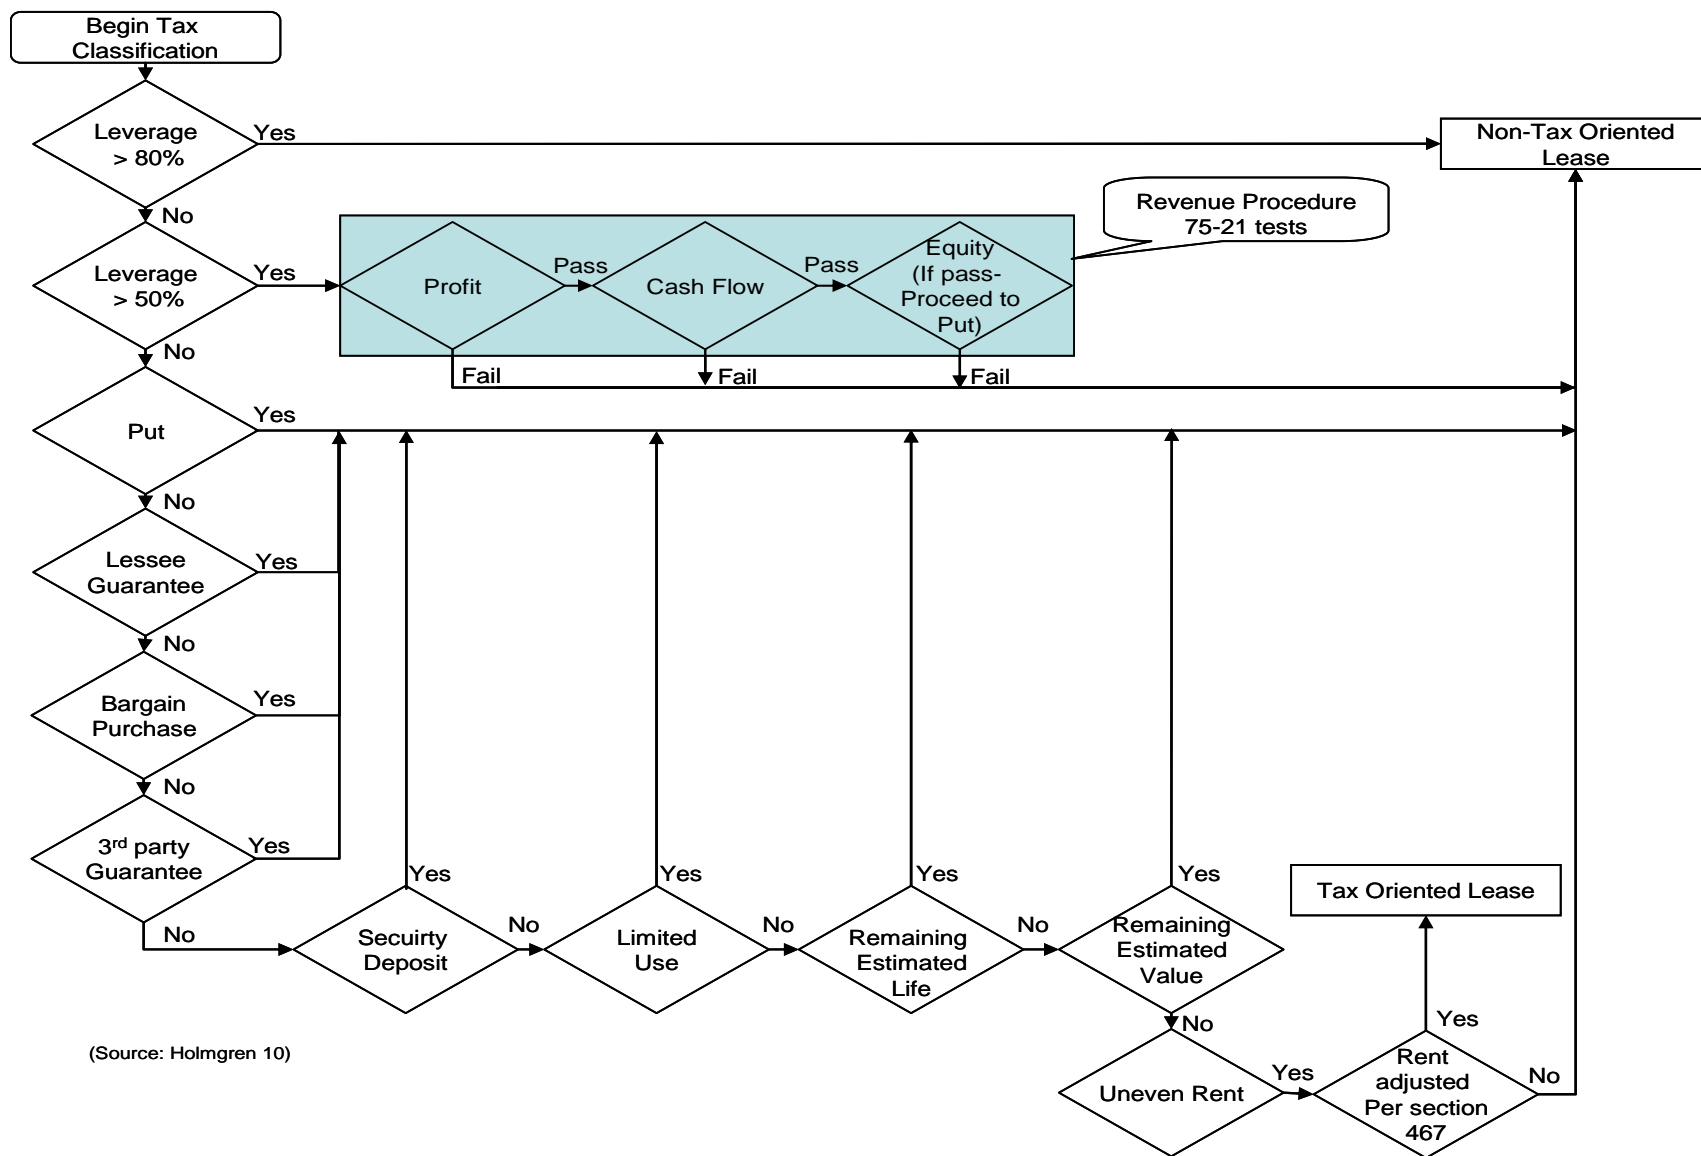 Begin Tax
Classification
Leverage
> 80%
Yes
Non-Tax Oriented
Lease
No
Revenue Procedure
75-21 tests
Leverage
> 50%
Yes
Profit
Pass
Cash Flow
Pass
Equity
(If pass-
Proceed to
Put)
No
Fail
Fail
Fail
Put
Yes
No
Lessee
Guarantee
Yes
No
Bargain
Purchase
Yes
No
3rd party
Guarantee
Yes
No
Secuirty
Deposit
Yes
No
Limited
Use
Yes
No
Remaining
Estimated
Life
Yes
No
Remaining
Estimated
Value
Yes
No
Tax Oriented Lease
Uneven Rent
Yes
Rent
adjusted
Per section
467
Yes
No
(Source: Holmgren 10)